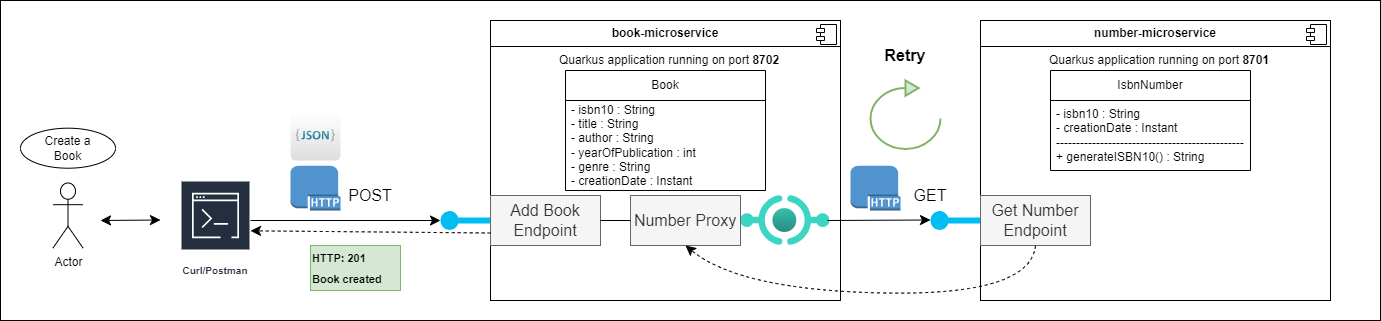 Create a
Book
Actor
Curl/Postman
{JSON}
HTTP
POST
HTTP: 201
Book created
book-microservice
Quarkus application running on port 8702
Book
- isbn10 : String
- title : String
- author : String
- yearOfPublication : int
- genre : String
- creationDate : Instant
Add Book
Endpoint
Number Proxy
Retry
HTTP
GET
number-microservice
Quarkus application running on port 8701
IsbnNumber
- isbn10 : String
- creationDate : Instant
------------------------------------------------
+ generateISBN10() : String
Get Number
Endpoint